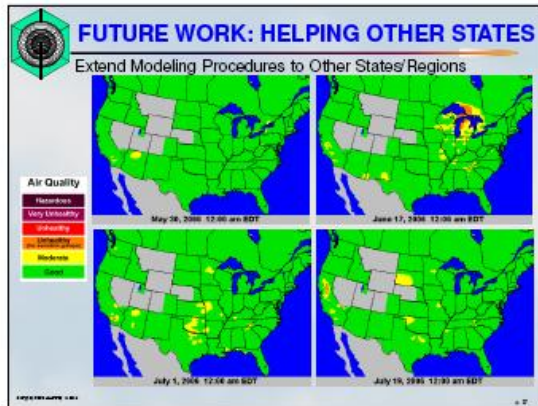 FUTURE WORK: HELPING OTHER STATES
Extend Modeling Procedures to Other States/Regions
Air Quality
Hazardous
Very Unhealthy
Unhealthy
Unhealthy
Moderate
Good
May 30, 2006 12:00 am EDT
June 17, 2006 12:00 am EDT
July 1, 2006 12:00 am EDT
July 19, 2006 12:00 am EDT